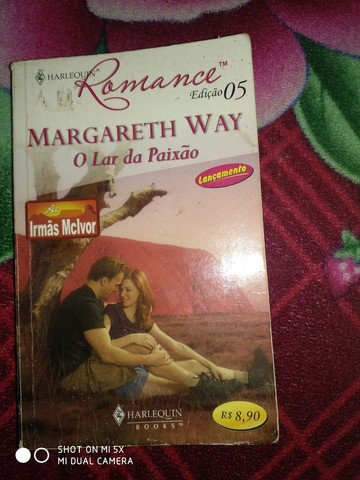 HARLEQUIN
Romance™
Edição 05
MARGARETH WAY
O Lar da Paixão
Lançamento
As
Irmãs McIvor
HARLEQUIN
BOOKS™
R$ 8,90
SHOT ON MI 5X
MI DUAL CAMERA